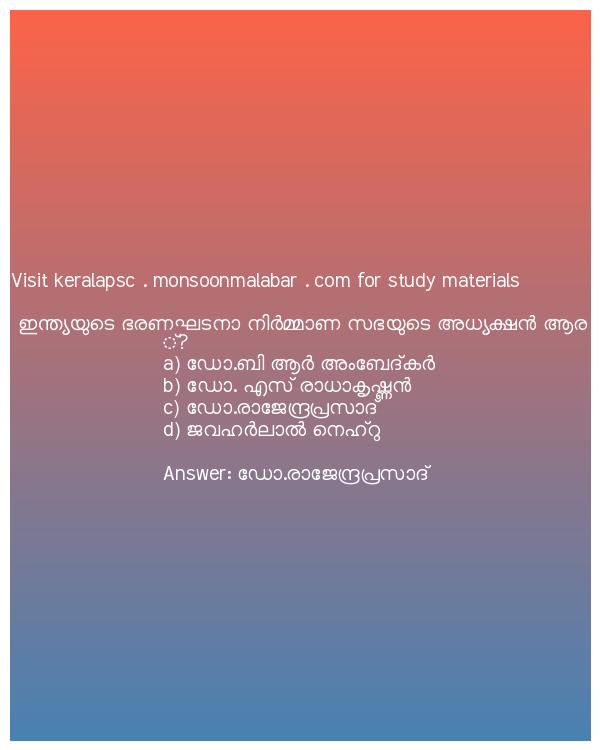 Visit keralapsc . monsoonmalabar . com for study materials
ഇന്ത്യയുടെ ഭരണഘടനാ നിർമ്മാണ സഭയുടെ അധ്യക്ഷൻ ആര
്?
a) ഡോ.ബി ആർ അംബേദ്കർ
b) ഡോ. എസ് രാധാകൃഷ്ണൻ
c) ഡോ.രാജേന്ദ്രപ്രസാദ്
d) ജവഹർലാൽ നെഹ്റു
Answer: ഡോ.രാജേന്ദ്രപ്രസാദ്